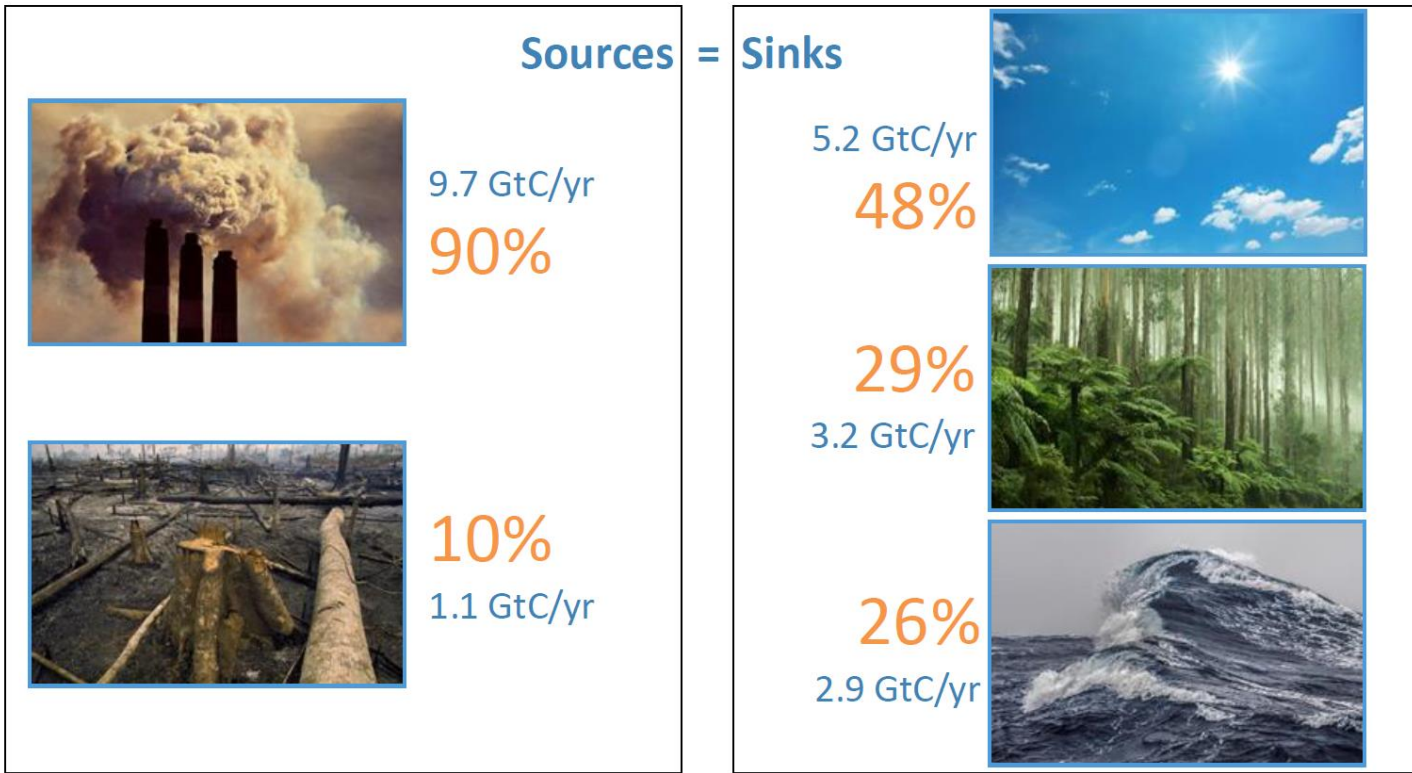 Sources = Sinks
9.7 GtC/yr
90%
10%
1.1 GtC/yr
5.2 GtC/yr
48%
29%
3.2 GtC/yr
26%
2.9 GtC/yr